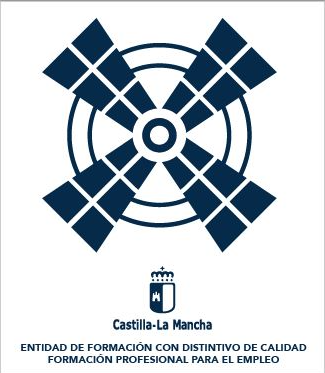 Castilla-La Mancha
ENTIDAD DE FORMACIÓN CON DISTINTIVO DE CALIDAD
FORMACIÓN PROFESIONAL PARA EL EMPLEO